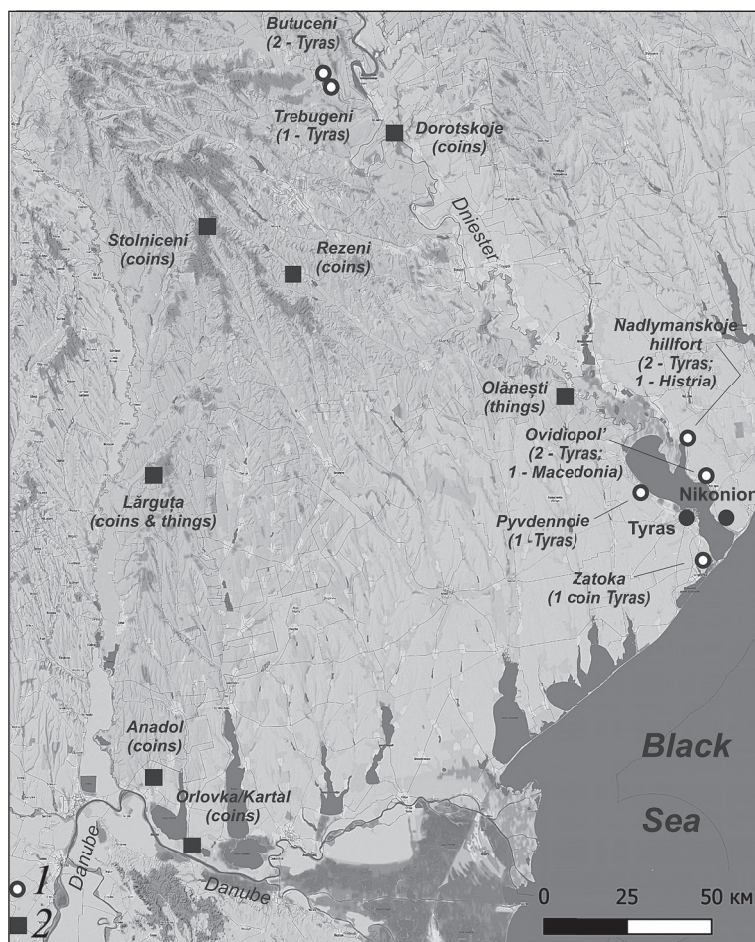 Butuceni
(2 - Tyras)
Trebugeni
(1 - Tyras)
Dorotskoje
(coins)
Dniester
Stolniceni
(coins)
Rezeni
(coins)
Nadlymanskoje
hillfort
(2 - Tyras;
1 - Histria)
Olănești
(things)
Ovidiopol’
(2 - Tyras;
1 - Macedonia)
Lărguța
(coins & things)
Nikonion
Pyvdennoie
(1 - Tyras)
Tyras
Zatoka
(1 coin Tyras)
Anadol
(coins)
Black
Sea
Orlovka/Kartal
(coins)
Danube
Danube
1
2
0 25 50 км